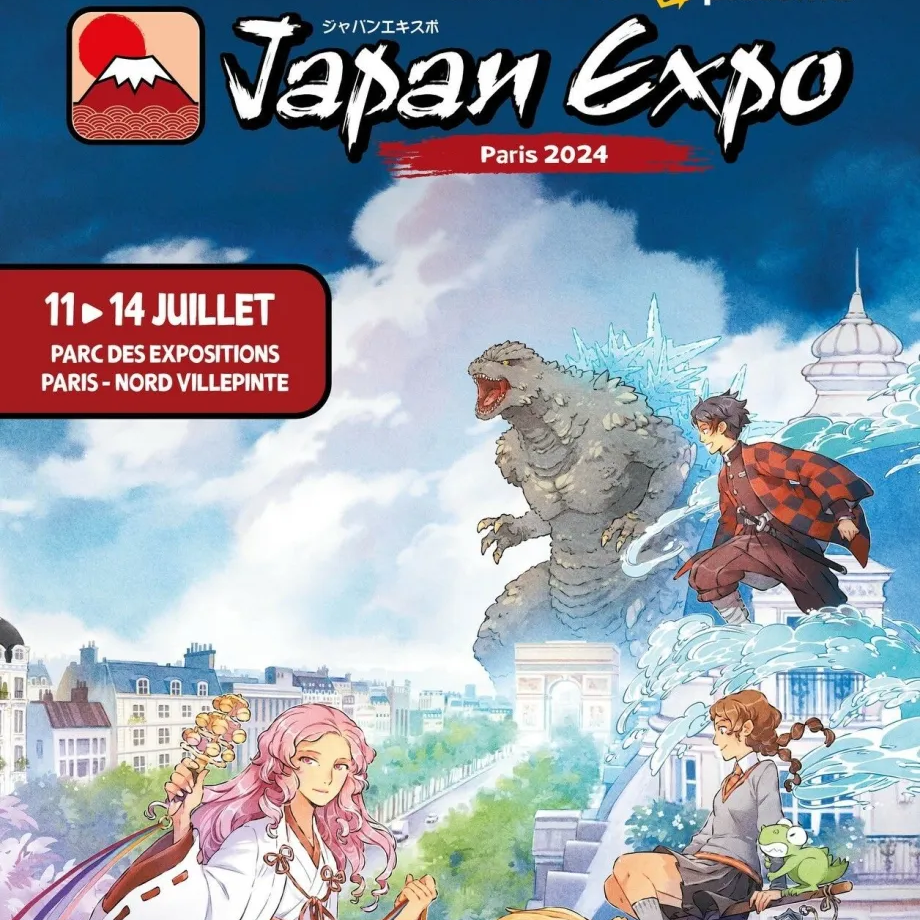 ジャパンエキスポ
Japan Expo
Paris 2024
11▸14 JUILLET
PARC DES EXPOSITIONS
PARIS - NORD VILLEPINTE